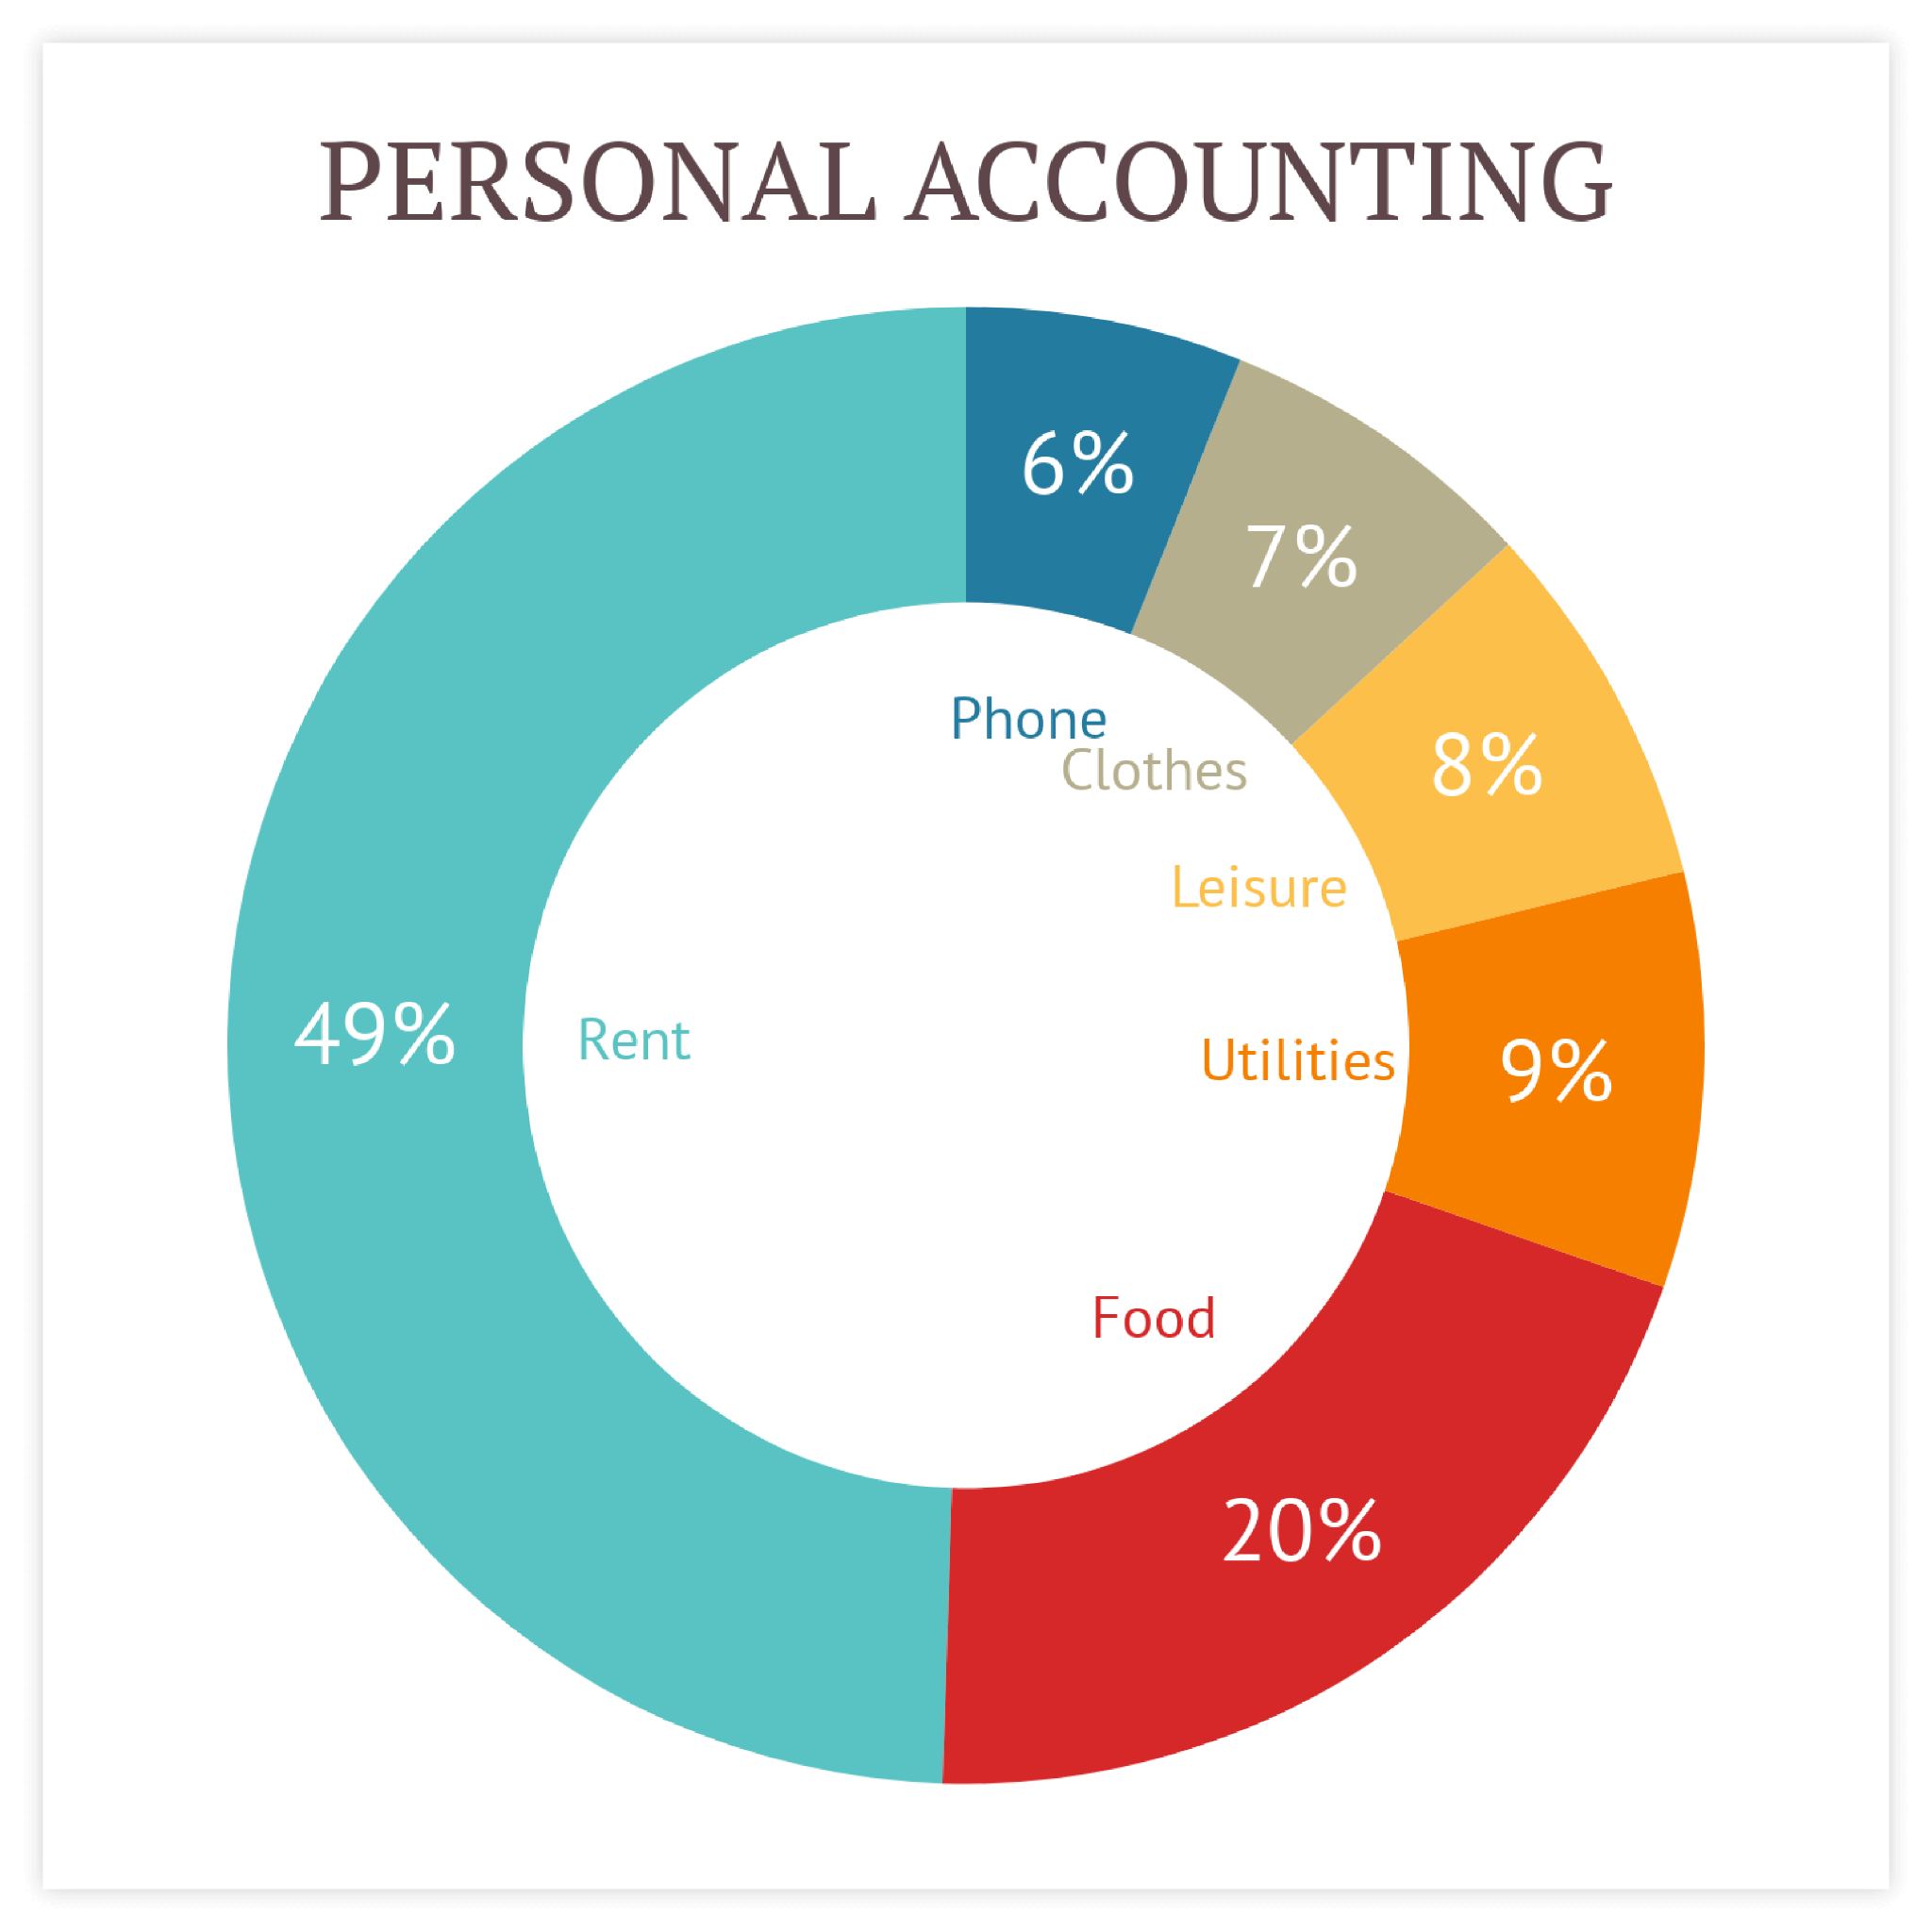 PERSONAL ACCOUNTING
6%
7%
Phone
Clothes
8%
Leisure
49%
Rent
Utilities
9%
Food
20%